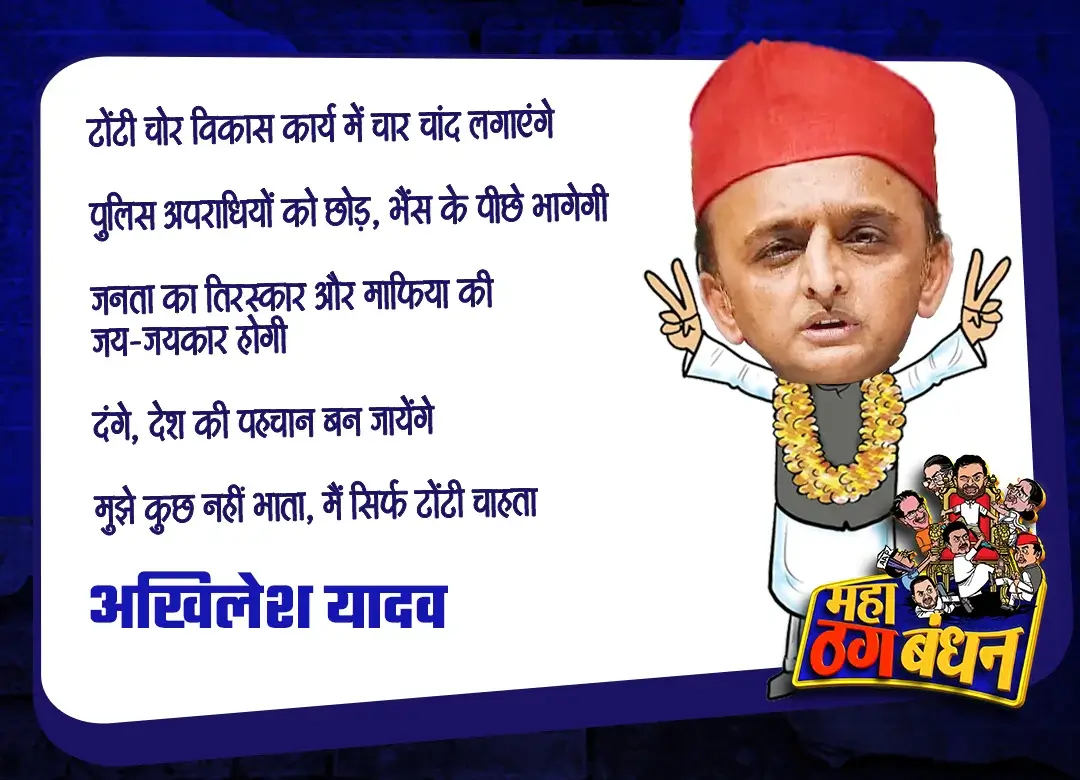 टोंटी चोर विकास कार्य में चार चांद लगाएंगे
पुलिस अपराधियों को छोड़, भैंस के पीछे भागेगी
जनता का तिरस्कार और माफिया की
जय-जयकार होगी
दंगे, देश की पहचान बन जायेंगे
मुझे कुछ नहीं भाता, मैं सिर्फ टोंटी चाहता
अखिलेश यादव
महा
ठग बंधन